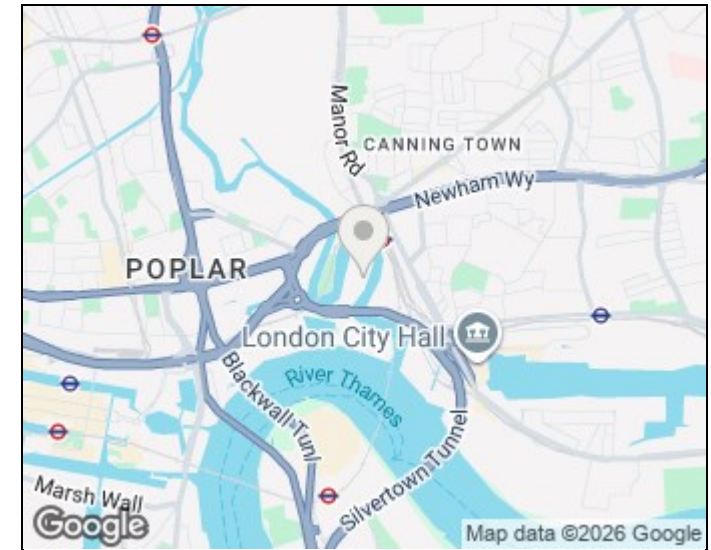 Manor Rd
CANNING TOWN
Newham Wy
POPLAR
London City Hall
River Thames
Blackwall Tunl
Silvertown Tunnel
Marsh Wall
Google
Map data ©2026 Google